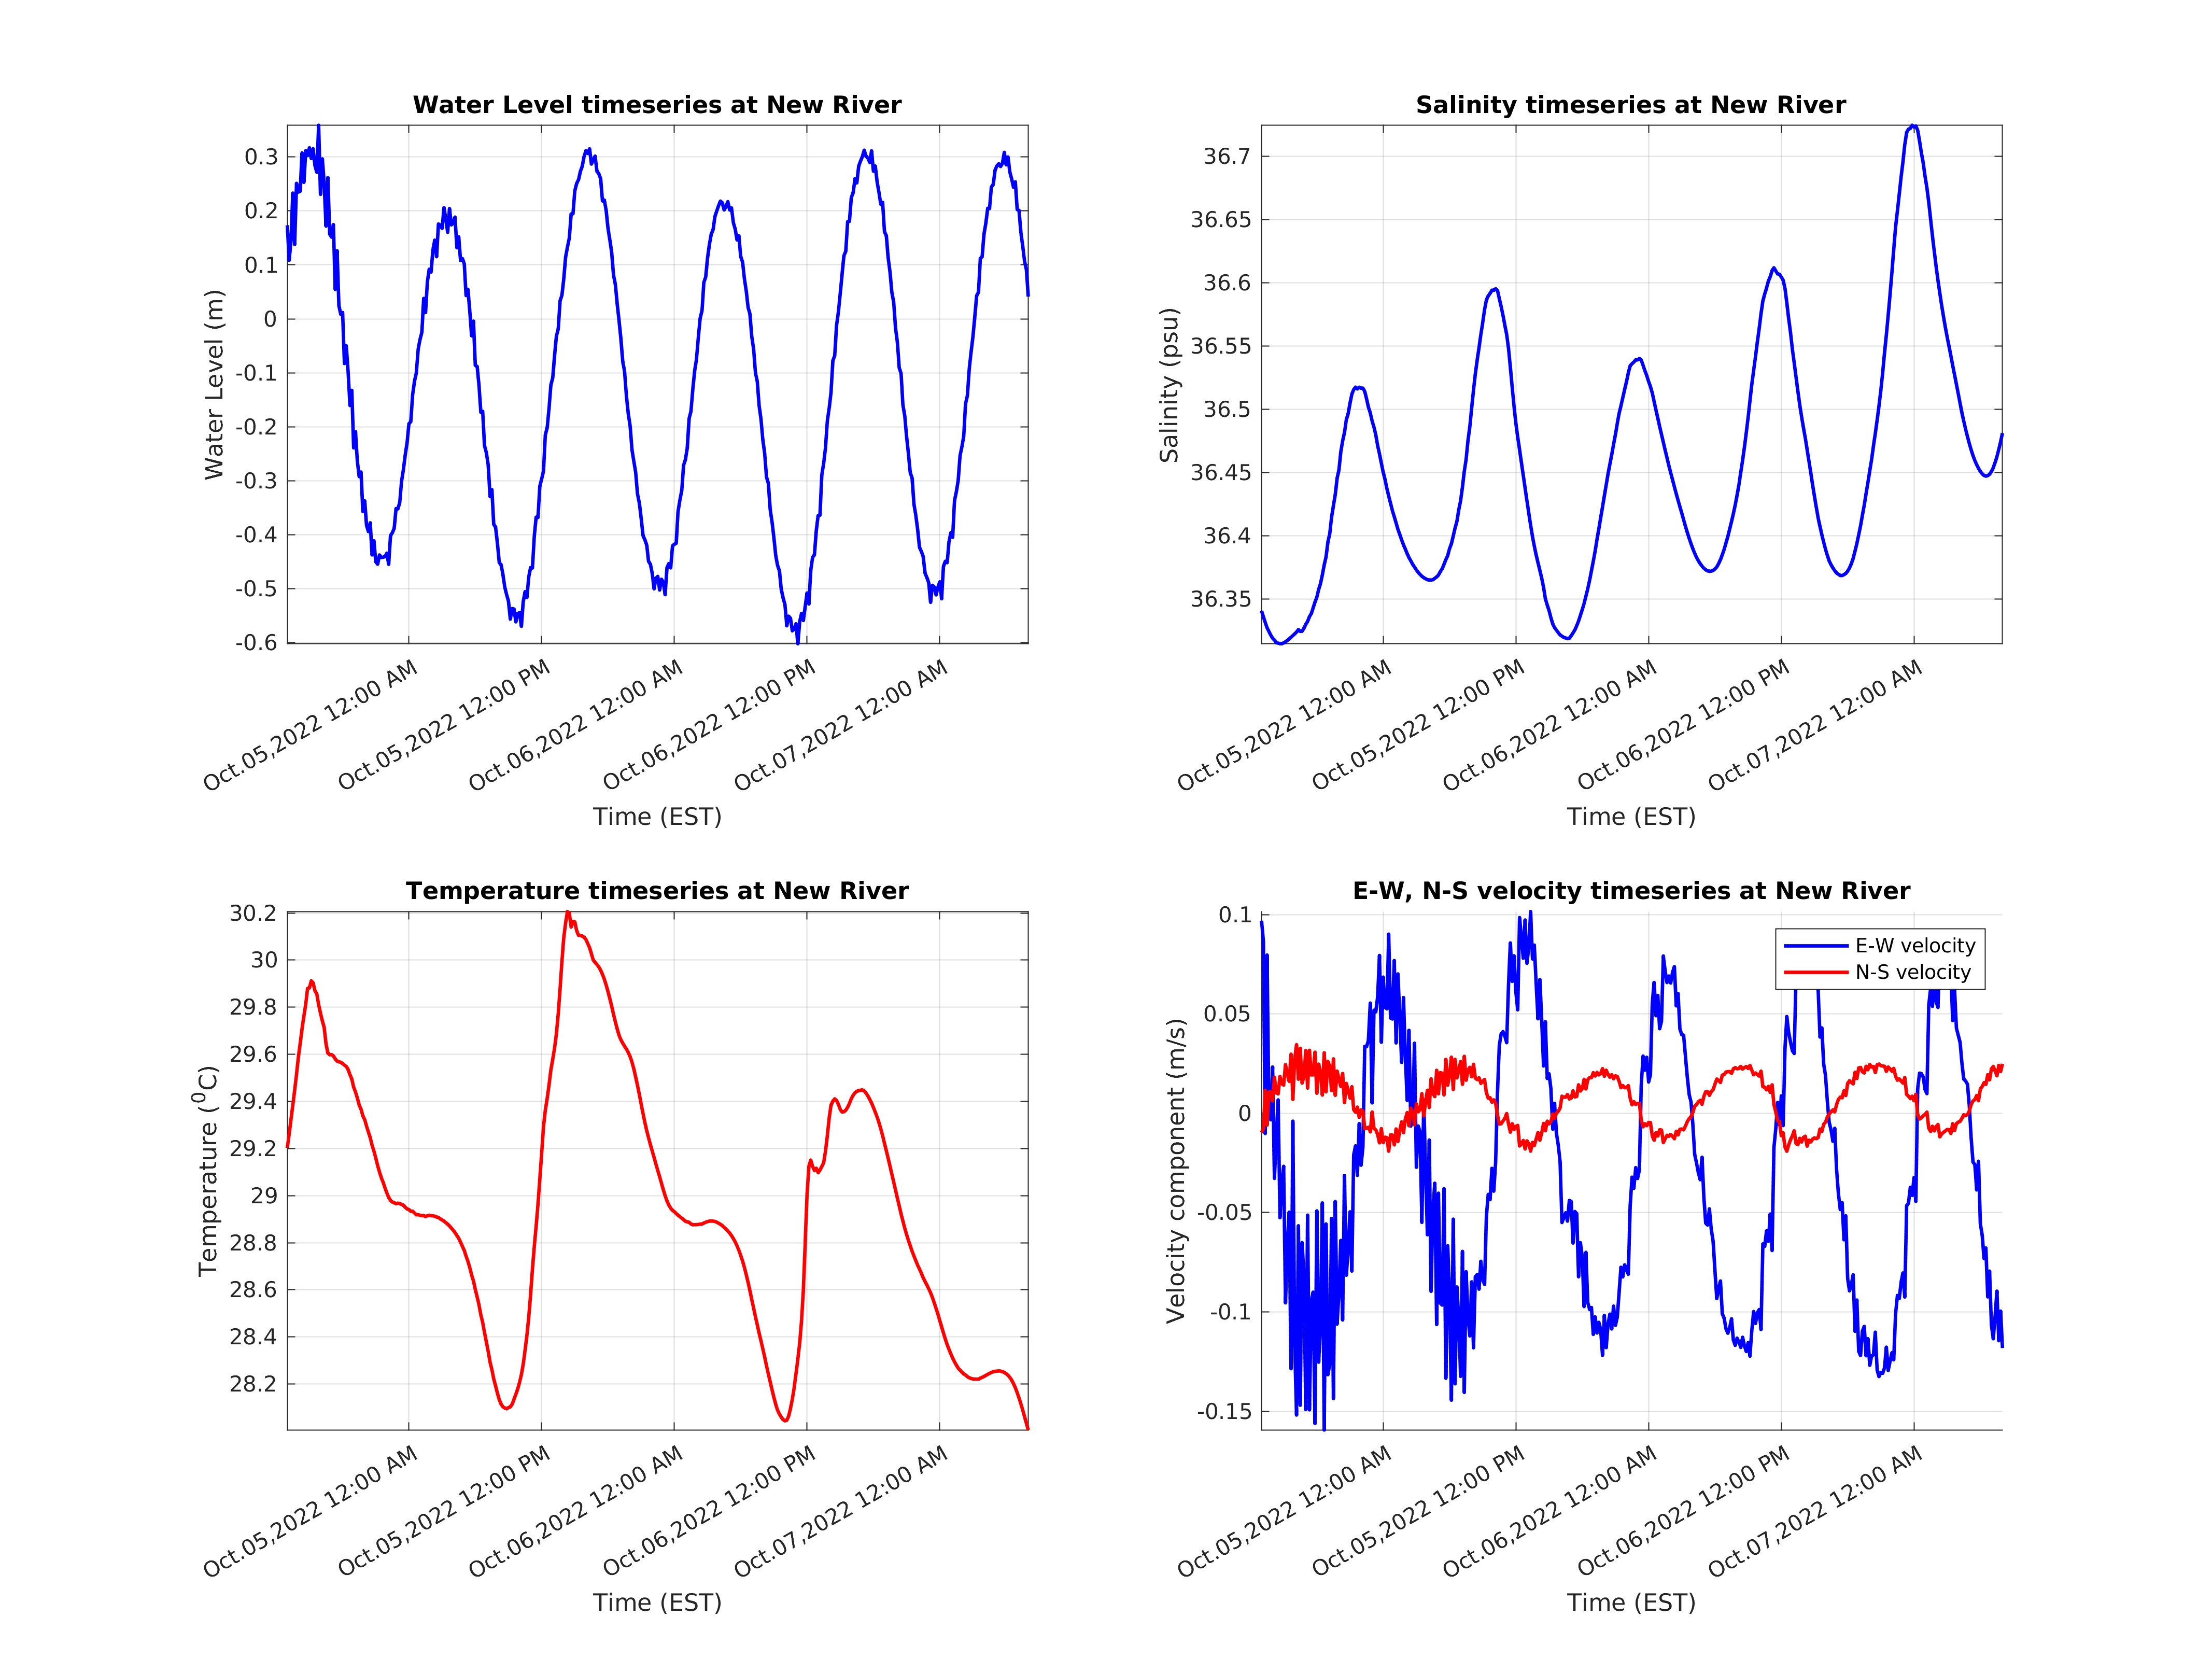 Water Level timeseries at New River
Water Level (m)
0.3
0.2
0.1
0
-0.1
-0.2
-0.3
-0.4
-0.5
-0.6
Oct.05,2022 12:00 AM
Oct.05,2022 12:00 PM
Oct.06,2022 12:00 AM
Oct.06,2022 12:00 PM
Oct.07,2022 12:00 AM
Time (EST)
Salinity timeseries at New River
Salinity (psu)
36.7
36.65
36.6
36.55
36.5
36.45
36.4
36.35
Oct.05,2022 12:00 AM
Oct.05,2022 12:00 PM
Oct.06,2022 12:00 AM
Oct.06,2022 12:00 PM
Oct.07,2022 12:00 AM
Time (EST)
Temperature timeseries at New River
Temperature (⁰C)
30.2
30
29.8
29.6
29.4
29.2
29
28.8
28.6
28.4
28.2
Oct.05,2022 12:00 AM
Oct.05,2022 12:00 PM
Oct.06,2022 12:00 AM
Oct.06,2022 12:00 PM
Oct.07,2022 12:00 AM
Time (EST)
E-W, N-S velocity timeseries at New River
Velocity component (m/s)
0.1
0.05
0
-0.05
-0.1
-0.15
E-W velocity
N-S velocity
Oct.05,2022 12:00 AM
Oct.05,2022 12:00 PM
Oct.06,2022 12:00 AM
Oct.06,2022 12:00 PM
Oct.07,2022 12:00 AM
Time (EST)